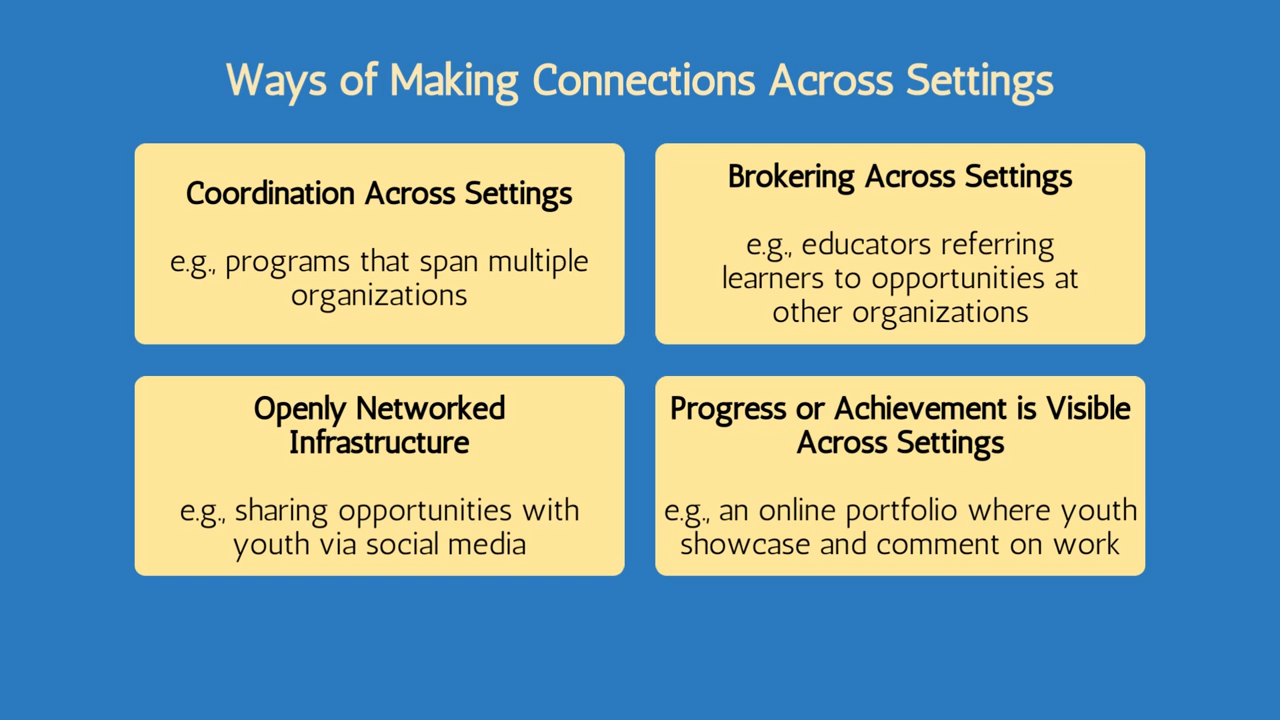 Ways of Making Connections Across Settings
Coordination Across Settings
e.g., programs that span multiple
organizations
Brokering Across Settings
e.g., educators referring
learners to opportunities at
other organizations
Openly Networked
Infrastructure
e.g., sharing opportunities with
youth via social media
Progress or Achievement is Visible
Across Settings
e.g., an online portfolio where youth
showcase and comment on work